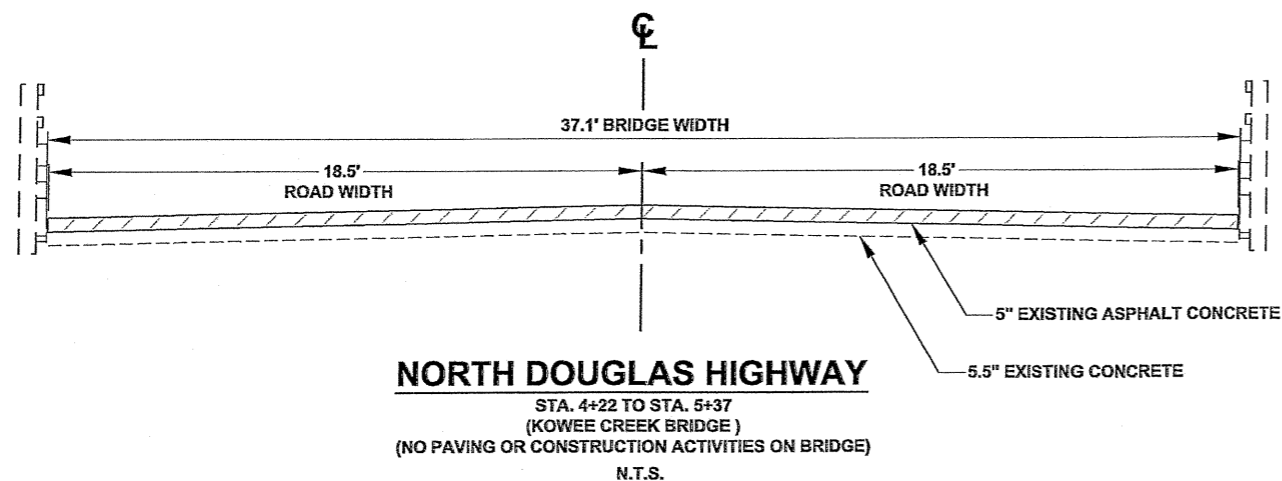 ℄
37.1' BRIDGE WIDTH
18.5'
ROAD WIDTH
18.5'
ROAD WIDTH
5" EXISTING ASPHALT CONCRETE
5.5" EXISTING CONCRETE
NORTH DOUGLAS HIGHWAY
STA. 4+22 TO STA. 5+37
(KOWEE CREEK BRIDGE )
(NO PAVING OR CONSTRUCTION ACTIVITIES ON BRIDGE)
N.T.S.